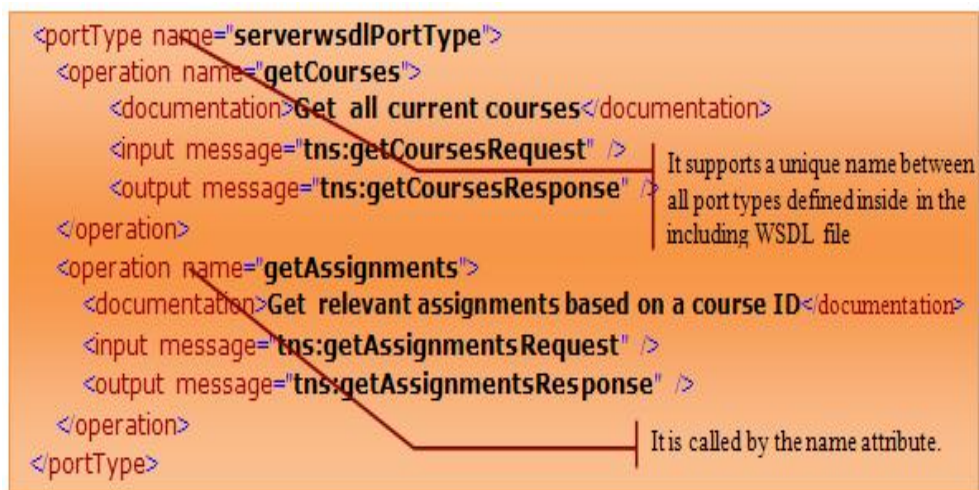 <portType name="serverwsdlPortType">
<operation name="getCourses">
<documentation>Get all current courses</documentation>
<input message="tns:getCoursesRequest" />
<output message="tns:getCoursesResponse" />
It supports a unique name between
all port types defined inside in the
including WSDL file
</operation>
<operation name="getAssignments">
<documentation>Get relevant assignments based on a course ID</documentation>
<input message="tns:getAssignmentsRequest" />
<output message="tns:getAssignmentsResponse" />
</operation>
It is called by the name attribute.
</portType>